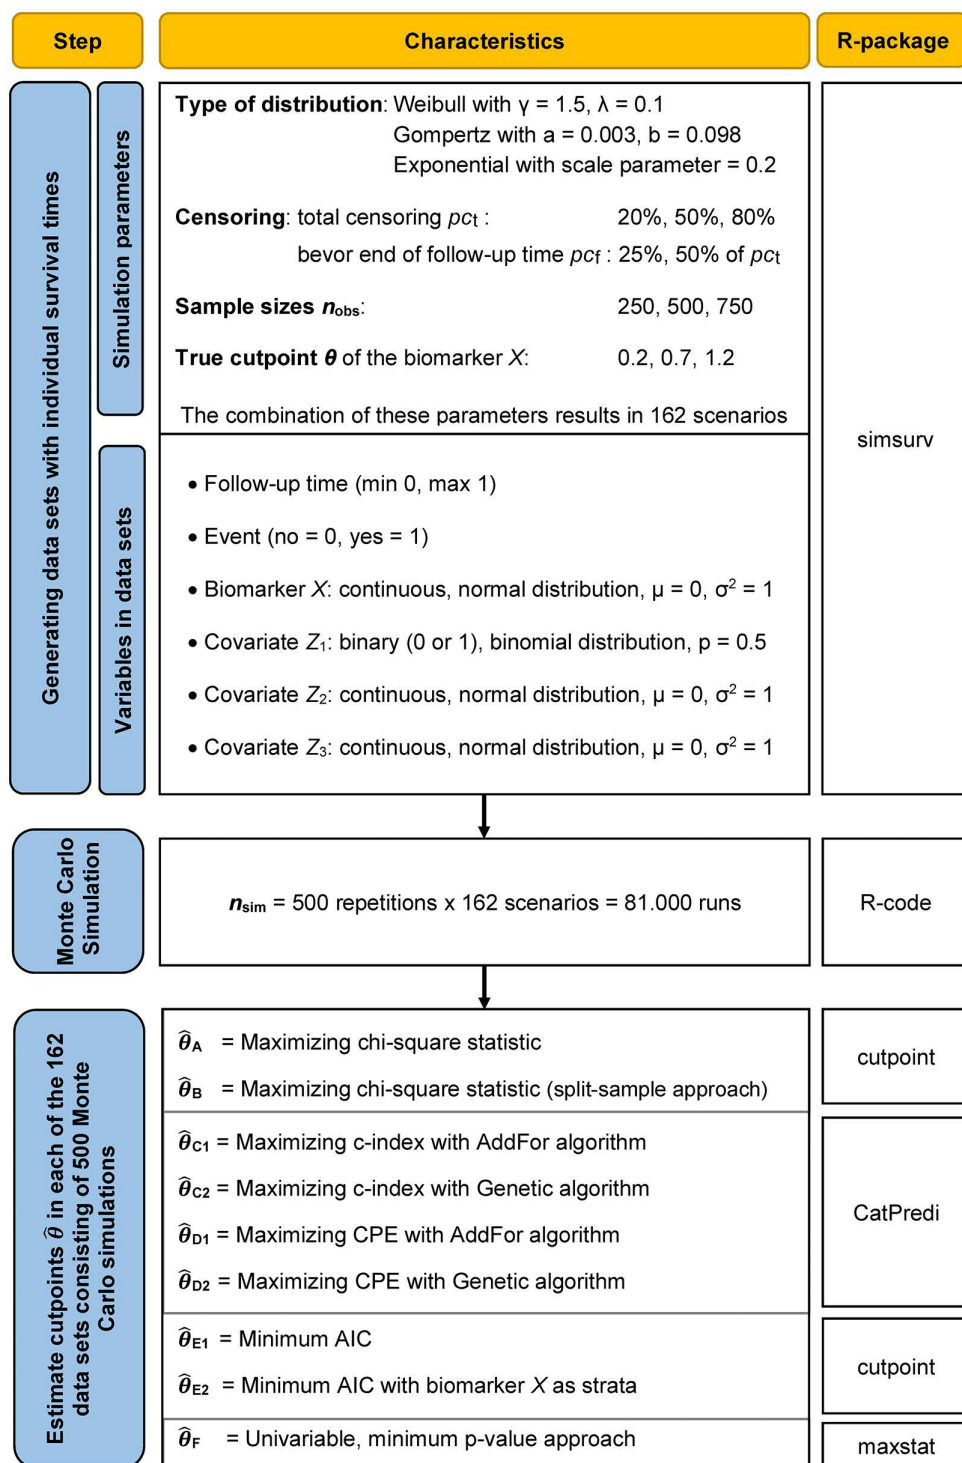 Step
Characteristics
R-package
Generating data sets with individual survival times
Simulation parameters
Type of distribution: Weibull with γ = 1.5, λ = 0.1
Gompertz with a = 0.003, b = 0.098
Exponential with scale parameter = 0.2
Censoring: total censoring pct : 20%, 50%, 80%
bevor end of follow-up time pcf : 25%, 50% of pct
Sample sizes nobs: 250, 500, 750
True cutpoint θ of the biomarker X: 0.2, 0.7, 1.2
The combination of these parameters results in 162 scenarios
simsurv
Variables in data sets
• Follow-up time (min 0, max 1)
• Event (no = 0, yes = 1)
• Biomarker X: continuous, normal distribution, μ = 0, σ² = 1
• Covariate Z1: binary (0 or 1), binomial distribution, p = 0.5
• Covariate Z2: continuous, normal distribution, μ = 0, σ² = 1
• Covariate Z3: continuous, normal distribution, μ = 0, σ² = 1
Monte Carlo
Simulation
nsim = 500 repetitions x 162 scenarios = 81.000 runs
R-code
Estimate cutpoints θ̂ in each of the 162
data sets consisting of 500 Monte
Carlo simulations
θ̂A = Maximizing chi-square statistic
θ̂B = Maximizing chi-square statistic (split-sample approach)
cutpoint
θ̂C1 = Maximizing c-index with AddFor algorithm
θ̂C2 = Maximizing c-index with Genetic algorithm
θ̂D1 = Maximizing CPE with AddFor algorithm
θ̂D2 = Maximizing CPE with Genetic algorithm
CatPredi
θ̂E1 = Minimum AIC
θ̂E2 = Minimum AIC with biomarker X as strata
cutpoint
θ̂F = Univariable, minimum p-value approach
maxstat